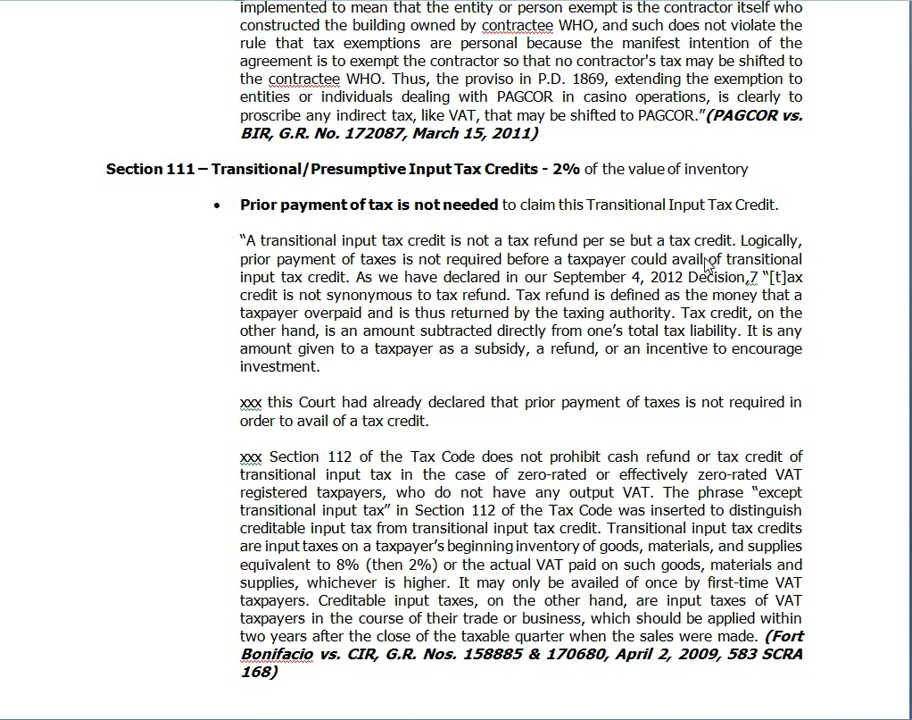 implemented to mean that the entity or person exempt is the contractor itself who
constructed the building owned by contractee WHO, and such does not violate the
rule that tax exemptions are personal because the manifest intention of the
agreement is to exempt the contractor so that no contractor's tax may be shifted to
the contractee WHO. Thus, the proviso in P.D. 1869, extending the exemption to
entities or individuals dealing with PAGCOR in casino operations, is clearly to
proscribe any indirect tax, like VAT, that may be shifted to PAGCOR.”(PAGCOR vs.
BIR, G.R. No. 172087, March 15, 2011)
Section 111 – Transitional/Presumptive Input Tax Credits - 2% of the value of inventory
• Prior payment of tax is not needed to claim this Transitional Input Tax Credit.
“A transitional input tax credit is not a tax refund per se but a tax credit. Logically,
prior payment of taxes is not required before a taxpayer could avail of transitional
input tax credit. As we have declared in our September 4, 2012 Decision,7 “[t]ax
credit is not synonymous to tax refund. Tax refund is defined as the money that a
taxpayer overpaid and is thus returned by the taxing authority. Tax credit, on the
other hand, is an amount subtracted directly from one’s total tax liability. It is any
amount given to a taxpayer as a subsidy, a refund, or an incentive to encourage
investment.
xxx this Court had already declared that prior payment of taxes is not required in
order to avail of a tax credit.
xxx Section 112 of the Tax Code does not prohibit cash refund or tax credit of
transitional input tax in the case of zero-rated or effectively zero-rated VAT
registered taxpayers, who do not have any output VAT. The phrase “except
transitional input tax” in Section 112 of the Tax Code was inserted to distinguish
creditable input tax from transitional input tax credit. Transitional input tax credits
are input taxes on a taxpayer’s beginning inventory of goods, materials, and supplies
equivalent to 8% (then 2%) or the actual VAT paid on such goods, materials and
supplies, whichever is higher. It may only be availed of once by first-time VAT
taxpayers. Creditable input taxes, on the other hand, are input taxes of VAT
taxpayers in the course of their trade or business, which should be applied within
two years after the close of the taxable quarter when the sales were made. (Fort
Bonifacio vs. CIR, G.R. Nos. 158885 & 170680, April 2, 2009, 583 SCRA
168)